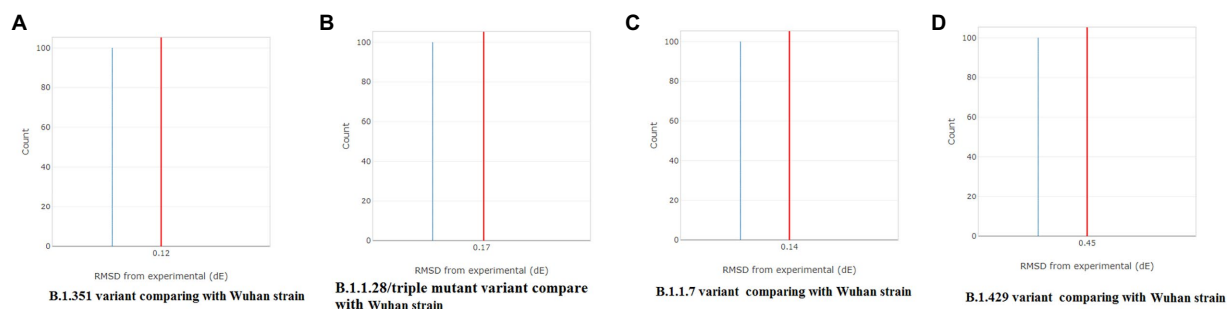 A
100
80
60
40
20
0
Count
0.12
RMSD from experimental (dE)
B.1.351 variant comparing with Wuhan strain
B
100
80
60
40
20
0
Count
0.17
RMSD from experimental (dE)
B.1.1.28/triple mutant variant compare
with Wuhan strain
C
100
80
60
40
20
0
Count
0.14
RMSD from experimental (dE)
B.1.1.7 variant comparing with Wuhan strain
D
100
80
60
40
20
0
Count
0.45
RMSD from experimental (dE)
B.1.429 variant comparing with Wuhan strain